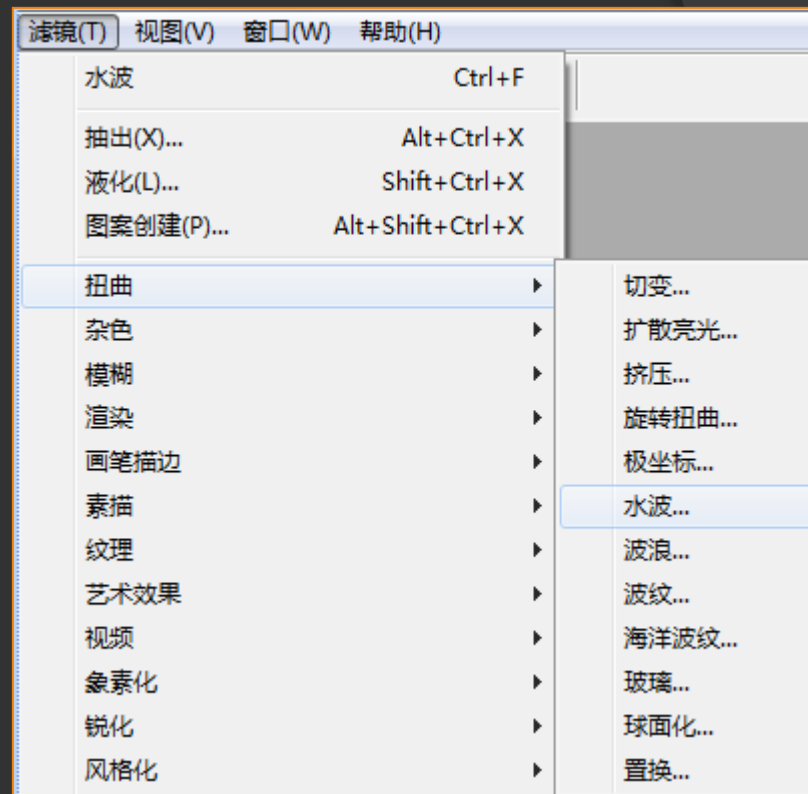 滤镜(T) 视图(V) 窗口(W) 帮助(H)
水波 Ctrl+F
抽出(X)... Alt+Ctrl+X
液化(L)... Shift+Ctrl+X
图案创建(P)... Alt+Shift+Ctrl+X
扭曲
杂色
模糊
渲染
画笔描边
素描
纹理
艺术效果
视频
象素化
锐化
风格化
切变...
扩散亮光...
挤压...
旋转扭曲...
极坐标...
水波...
波浪...
波纹...
海洋波纹...
玻璃...
球面化...
置换...